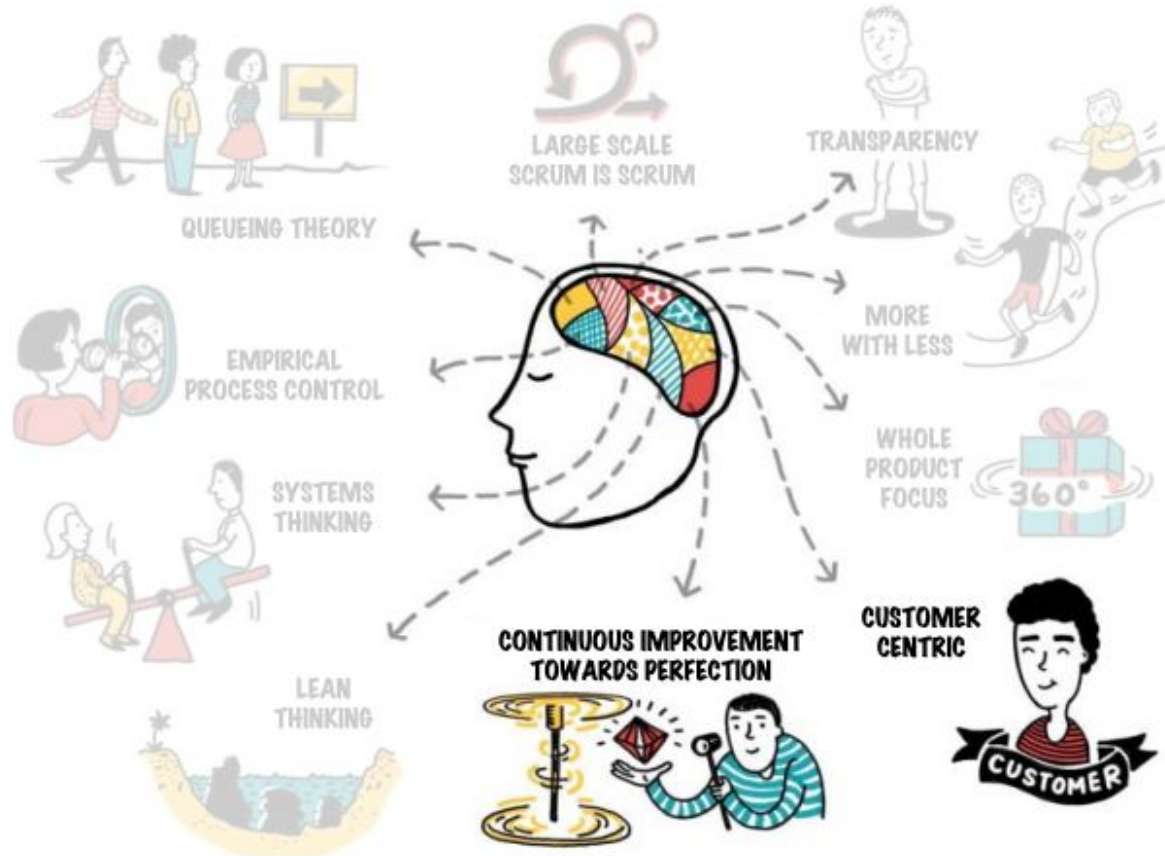 LARGE SCALE
SCRUM IS SCRUM
TRANSPARENCY
QUEUEING THEORY
MORE
WITH LESS
EMPIRICAL
PROCESS CONTROL
WHOLE
PRODUCT
FOCUS
360°
SYSTEMS
THINKING
CUSTOMER
CENTRIC
CONTINUOUS IMPROVEMENT
TOWARDS PERFECTION
LEAN
THINKING
CUSTOMER